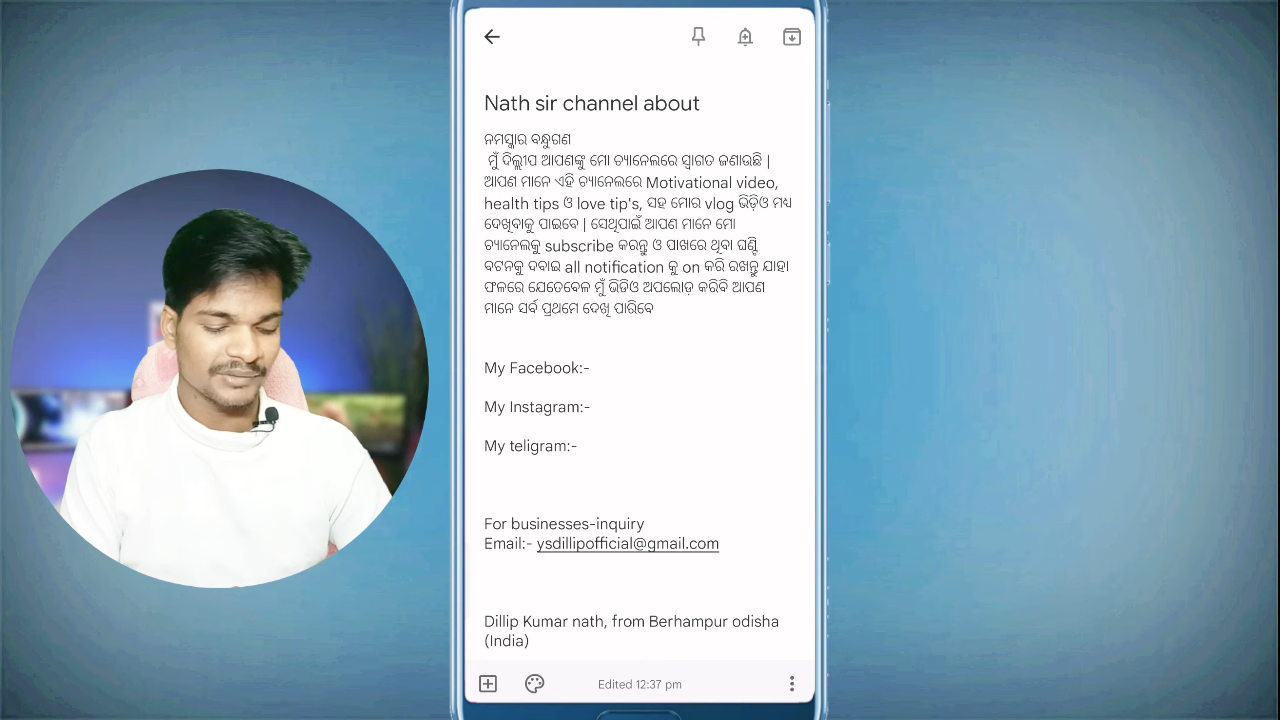 Nath sir channel about
ନମସ୍କାର ବନ୍ଧୁଗଣ
ମୁଁ ଦିଲ୍ଲୀପ ଆପଣଙ୍କୁ ମୋ ଚ୍ୟାନେଲରେ ସ୍ୱାଗତ ଜଣାଉଛି |
ଆପଣ ମାନେ ଏହି ଚ୍ୟାନେଲରେ Motivational video,
health tips ଓ love tip's, ସହ ମୋର vlog ଭିଡ଼ିଓ ମଧ୍ୟ
ଦେଖିବାକୁ ପାଇବେ | ସେଥିପାଇଁ ଆପଣ ମାନେ ମୋ
ଚ୍ୟାନେଲକୁ subscribe କରନ୍ତୁ ଓ ପାଖରେ ଥିବା ଘଣ୍ଟି
ବଟନକୁ ଦବାଇ all notification କୁ on କରି ରଖନ୍ତୁ ଯାହା
ଫଳରେ ଯେତେବେଳ ମୁଁ ଭିଡିଓ ଅପଲୋଡ଼ କରିବି ଆପଣ
ମାନେ ସର୍ବ ପ୍ରଥମେ ଦେଖି ପାରିବେ
My Facebook:-
My Instagram:-
My teligram:-
For businesses-inquiry
Email:- ysdillipofficial@gmail.com
Dillip Kumar nath, from Berhampur odisha
(India)
Edited 12:37 pm